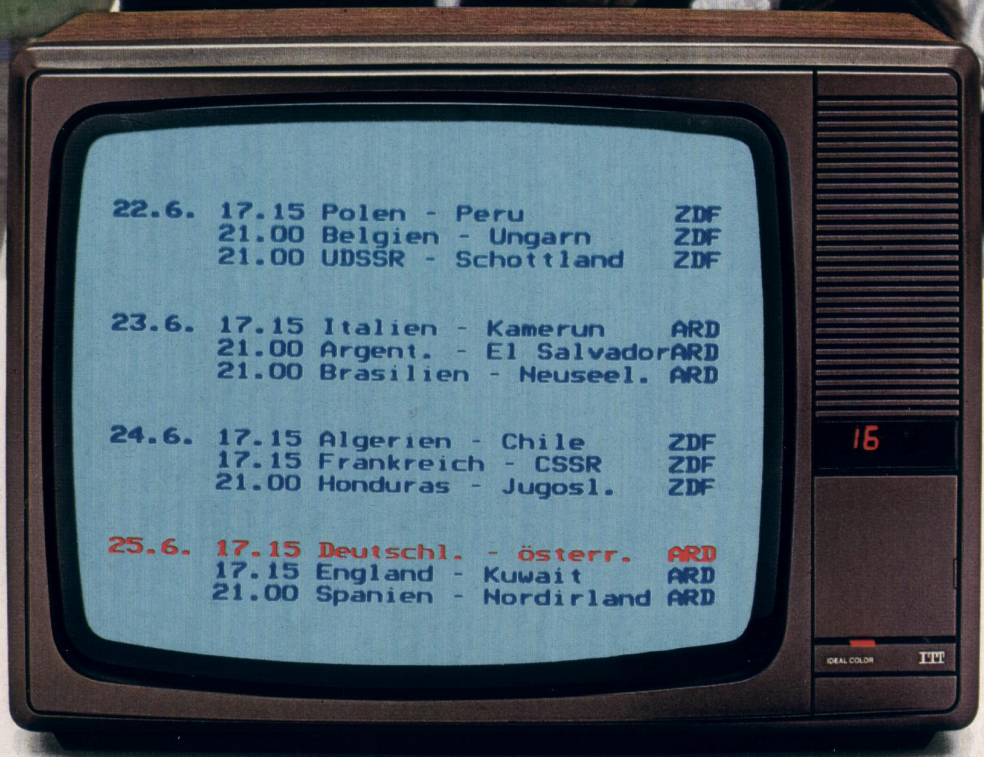 22.6. 17.15 Polen - Peru ZDF
21.00 Belgien - Ungarn ZDF
21.00 UDSSR - Schottland ZDF
23.6. 17.15 Italien - Kamerun ARD
21.00 Argent. - El Salvador ARD
21.00 Brasilien - Neuseel. ARD
24.6. 17.15 Algerien - Chile ZDF
17.15 Frankreich - CSSR ZDF
21.00 Honduras - Jugosl. ZDF
25.6. 17.15 Deutschl. - österr. ARD
17.15 England - Kuwait ARD
21.00 Spanien - Nordirland ARD
16
IDEAL COLOR ITT